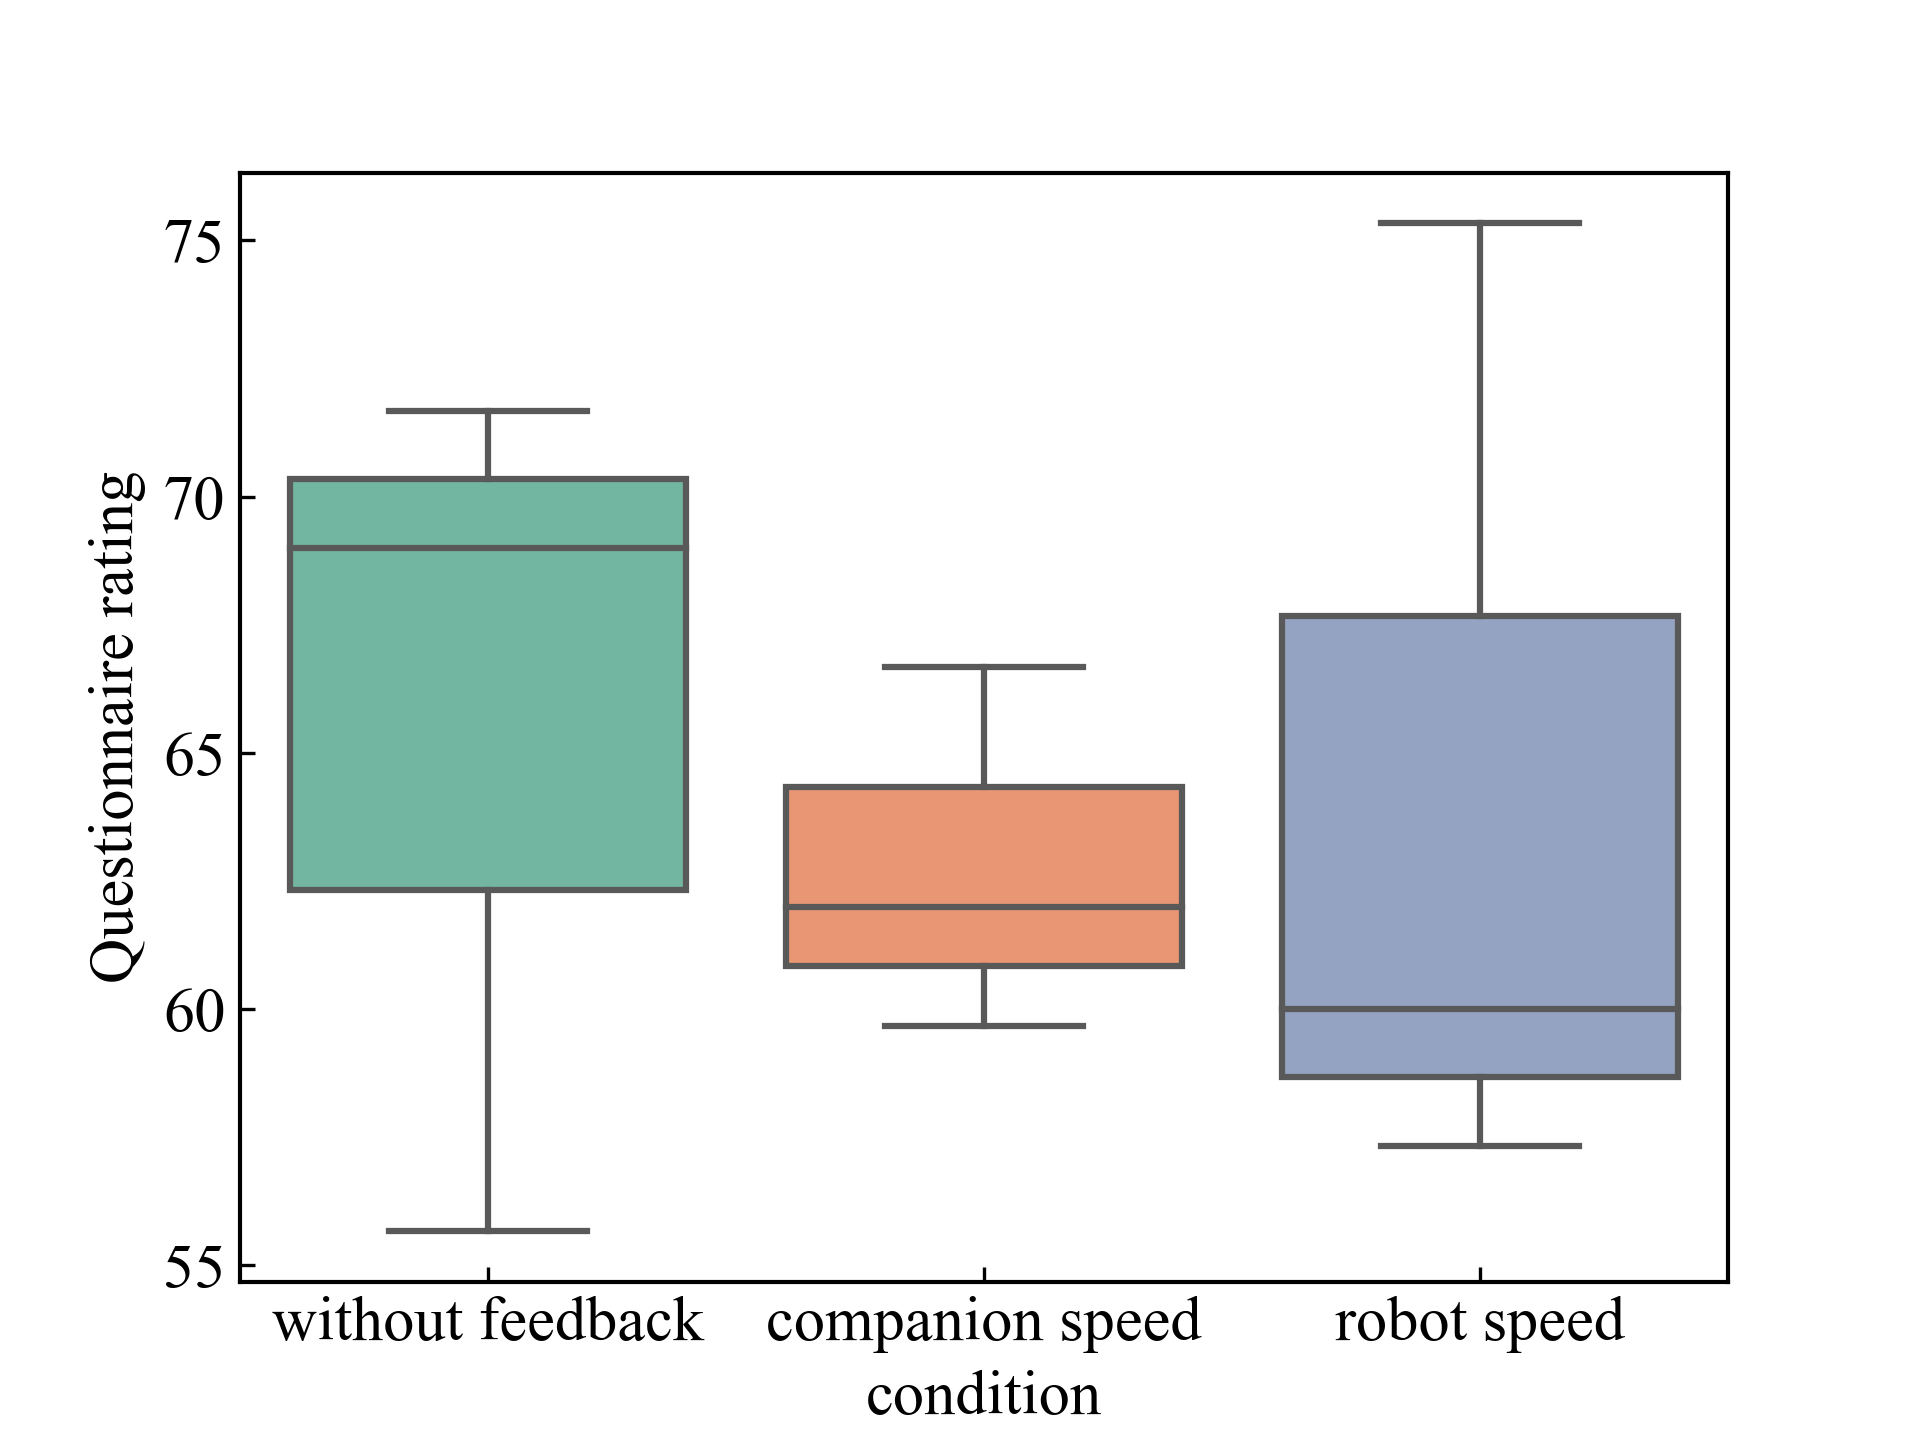 75
70
65
60
55
Questionnaire rating
without feedback companion speed robot speed
condition